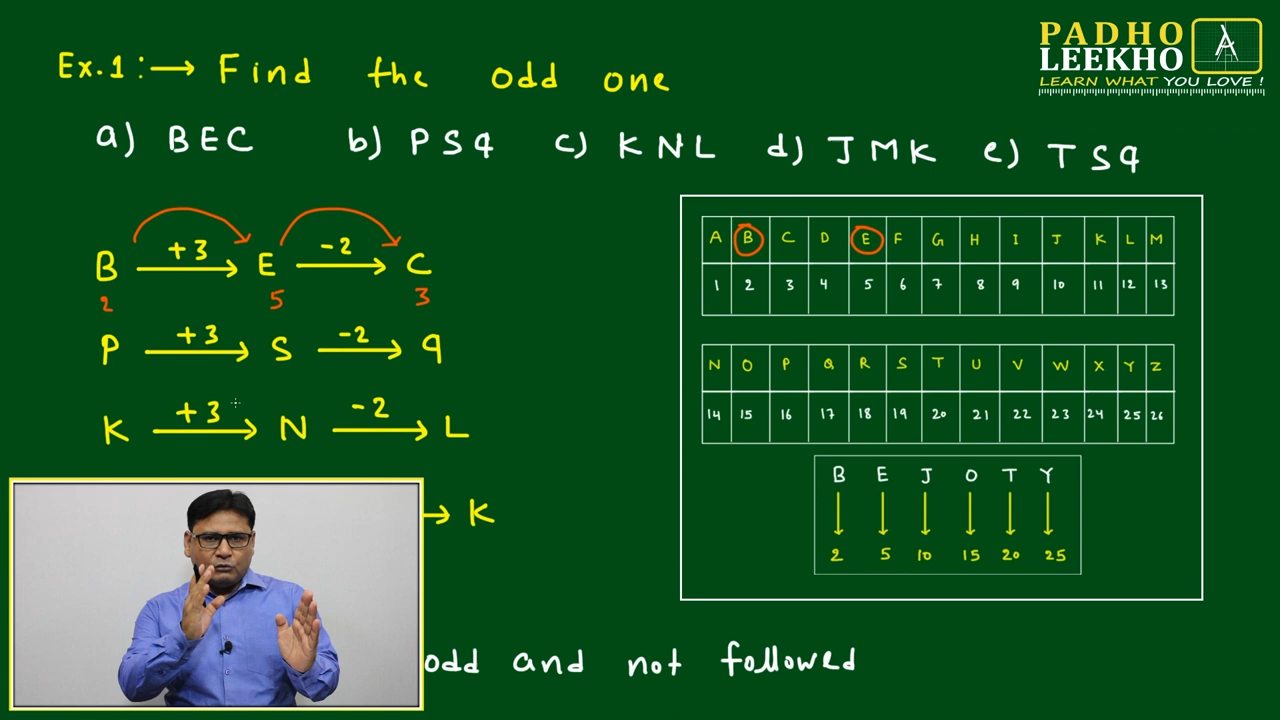 PADHO
LEEKHO
LEARN WHAT YOU LOVE !
Ex.1:→ Find the odd one
a) BEC b) PSq c) KNL d) JMK e) TSq
B +3 → E -2 → C
2 5 3
P +3 → S -2 → q
K +3 → N -2 → L
→ K
odd and not followed
A B C D E F G H I J K L M
1 2 3 4 5 6 7 8 9 10 11 12 13
N O P Q R S T U V W X Y Z
14 15 16 17 18 19 20 21 22 23 24 25 26
B E J O T Y
2 5 10 15 20 25